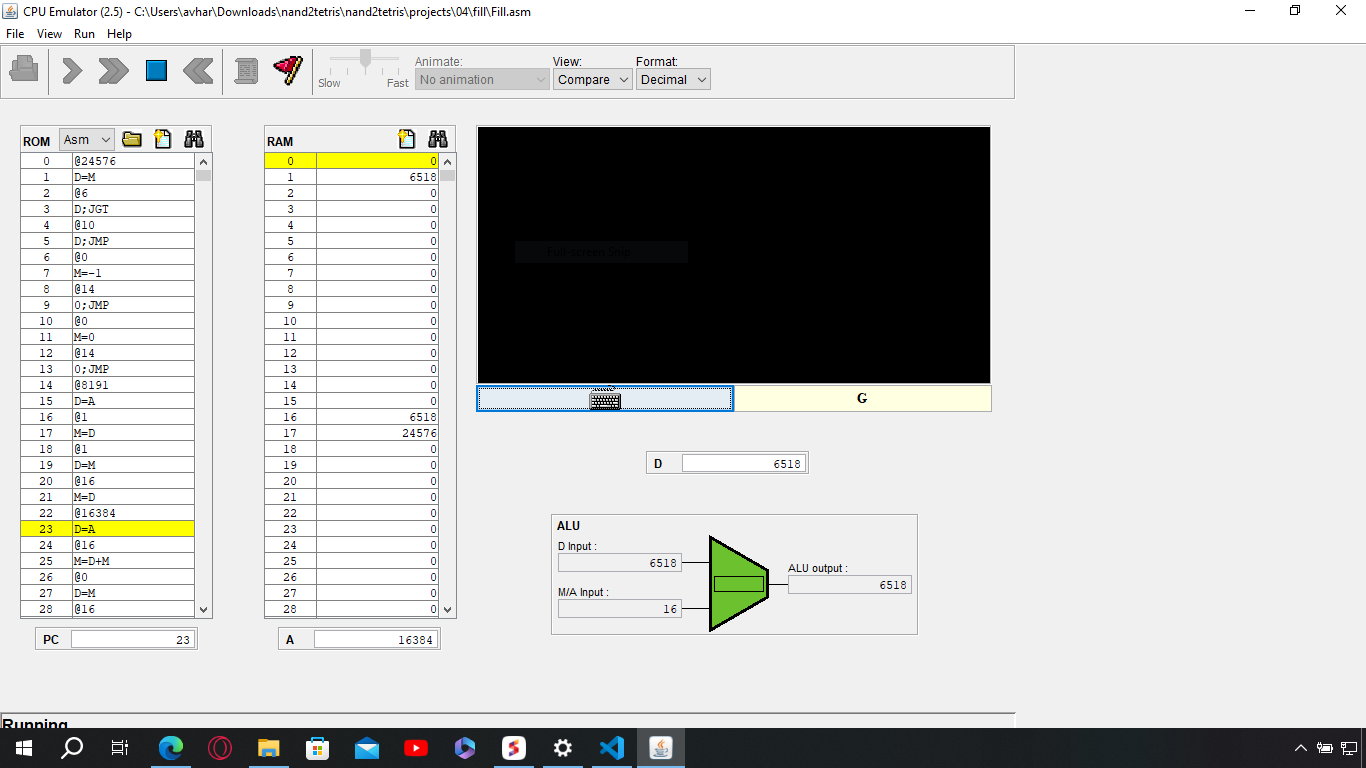 CPU Emulator (2.5) - C:\Users\avhar\Downloads\nand2tetris\nand2tetris\projects\04\fill\Fill.asm
File View Run Help
Slow Fast
Animate:
No animation
View:
Compare
Format:
Decimal
ROM Asm
0 @24576
1 D=M
2 @6
3 D;JGT
4 @10
5 D;JMP
6 @0
7 M=-1
8 @14
9 0;JMP
10 @0
11 M=0
12 @14
13 0;JMP
14 @8191
15 D=A
16 @1
17 M=D
18 @1
19 D=M
20 @16
21 M=D
22 @16384
23 D=A
24 @16
25 M=D+M
26 @0
27 D=M
28 @16
PC 23
RAM
0 0
1 6518
2 0
3 0
4 0
5 0
6 0
7 0
8 0
9 0
10 0
11 0
12 0
13 0
14 0
15 0
16 6518
17 24576
18 0
19 0
20 0
21 0
22 0
23 0
24 0
25 0
26 0
27 0
28 0
A 16384
Full-screen Snip
G
D 6518
ALU
D Input :
6518
M/A Input :
16
ALU output :
6518
Running